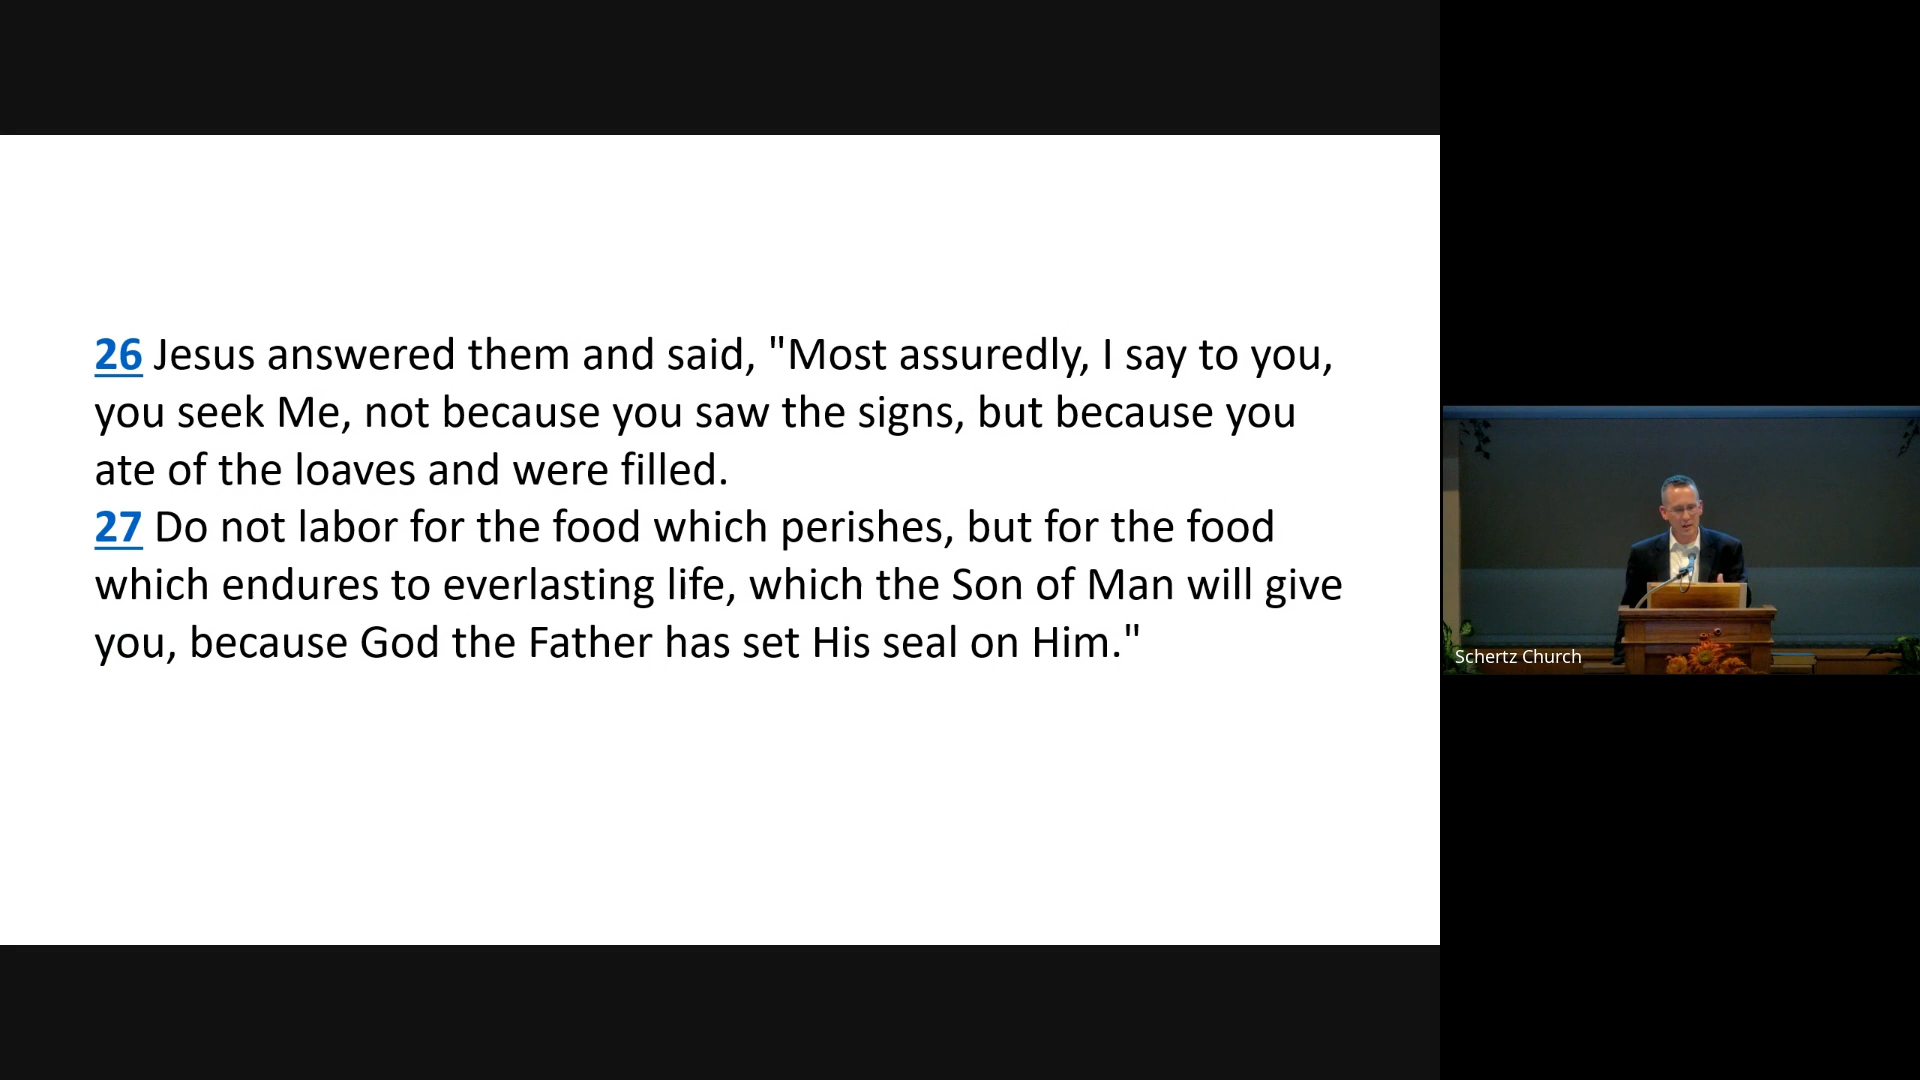 26 Jesus answered them and said, "Most assuredly, I say to you,
you seek Me, not because you saw the signs, but because you
ate of the loaves and were filled.
27 Do not labor for the food which perishes, but for the food
which endures to everlasting life, which the Son of Man will give
you, because God the Father has set His seal on Him."
Schertz Church